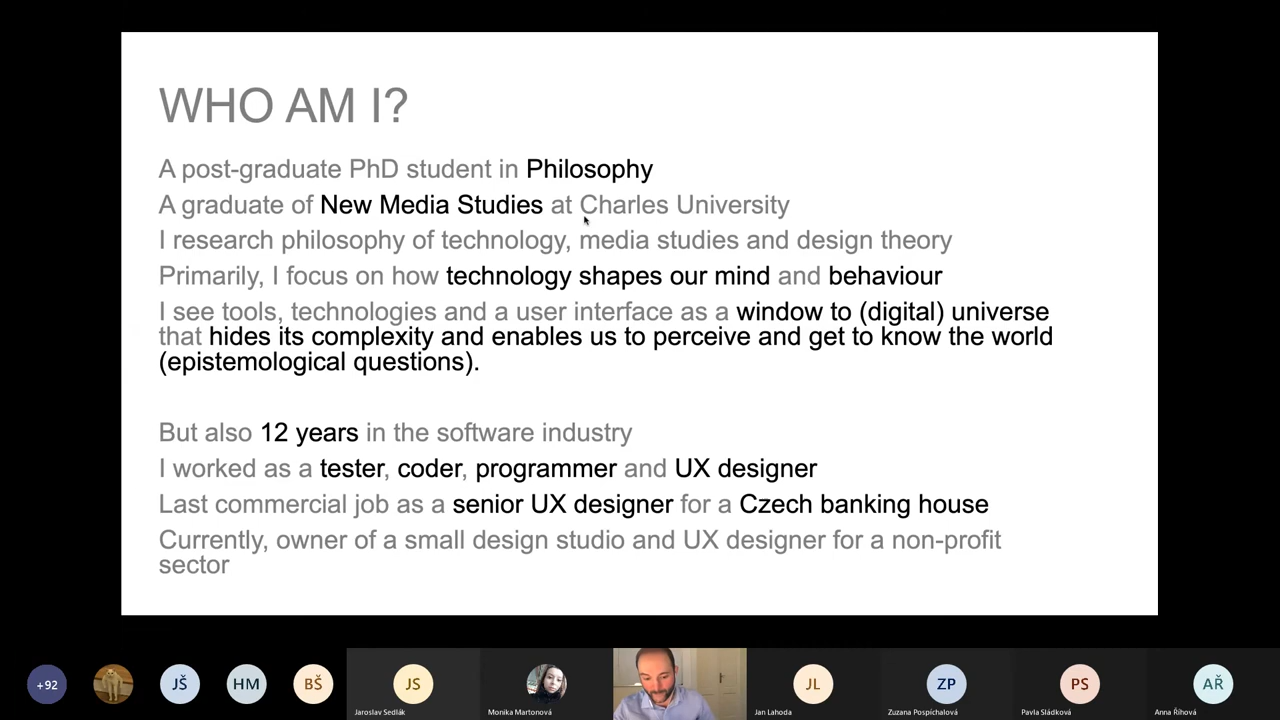 WHO AM I?
A post-graduate PhD student in Philosophy
A graduate of New Media Studies at Charles University
I research philosophy of technology, media studies and design theory
Primarily, I focus on how technology shapes our mind and behaviour
I see tools, technologies and a user interface as a window to (digital) universe
that hides its complexity and enables us to perceive and get to know the world
(epistemological questions).
But also 12 years in the software industry
I worked as a tester, coder, programmer and UX designer
Last commercial job as a senior UX designer for a Czech banking house
Currently, owner of a small design studio and UX designer for a non-profit
sector
+92
JŠ
HM
BŠ
JS
JL
ZP
PS
AŘ
Jaroslav Sedlák
Monika Martonová
Jan Lahoda
Zuzana Pospíchalová
Pavla Sládková
Anna Říhová